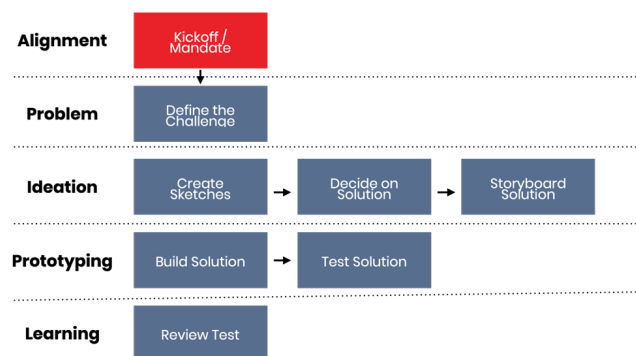 Alignment
Kickoff /
Mandate
Problem
Define the
Challenge
Ideation
Create
Sketches
Decide on
Solution
Storyboard
Solution
Prototyping
Build Solution
Test Solution
Learning
Review Test